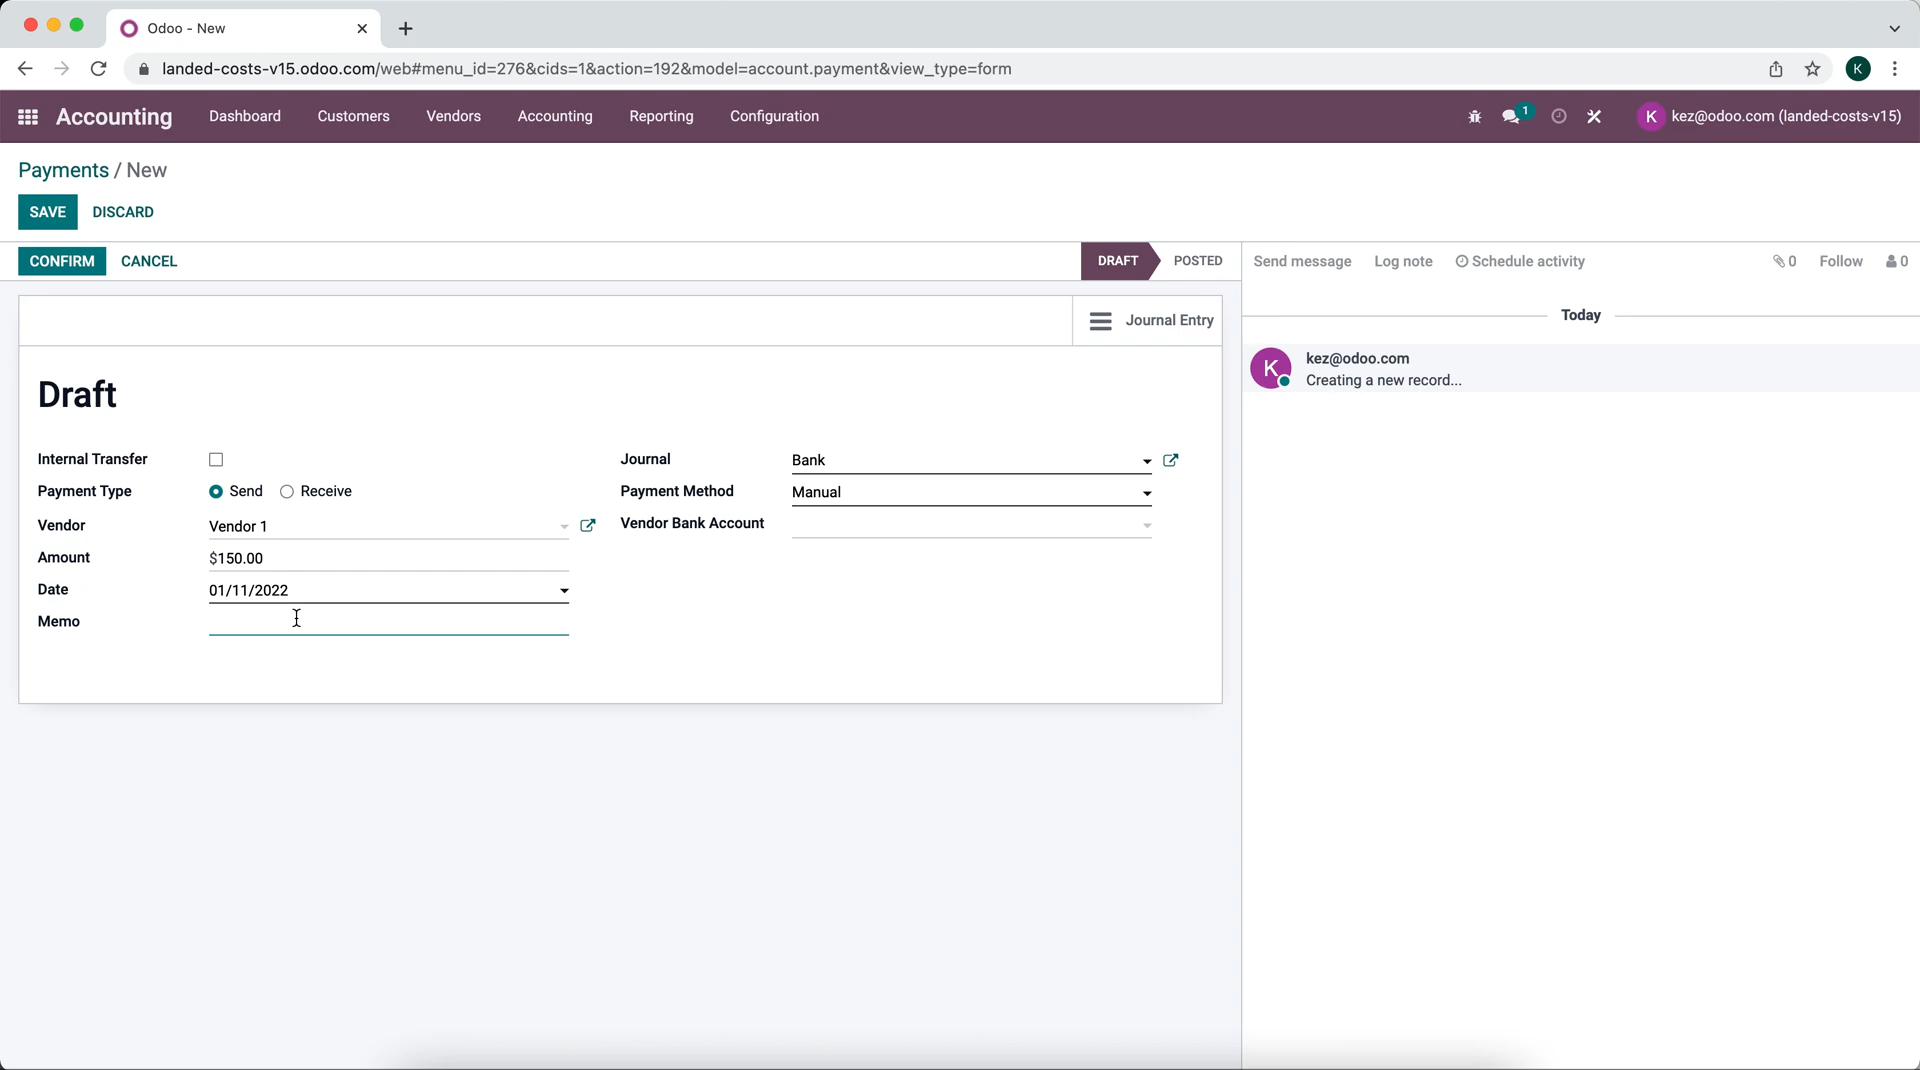 Odoo - New
landed-costs-v15.odoo.com/web#menu_id=276&cids=1&action=192&model=account.payment&view_type=form
K
Accounting Dashboard Customers Vendors Accounting Reporting Configuration
1
K kez@odoo.com (landed-costs-v15)
Payments / New
SAVE DISCARD
CONFIRM CANCEL
DRAFT POSTED
Send message Log note Schedule activity 0 Follow 0
Journal Entry
Today
K kez@odoo.com
Creating a new record...
Draft
Internal Transfer
Journal Bank
Payment Type Send Receive
Payment Method Manual
Vendor Vendor 1
Vendor Bank Account
Amount $150.00
Date 01/11/2022
Memo